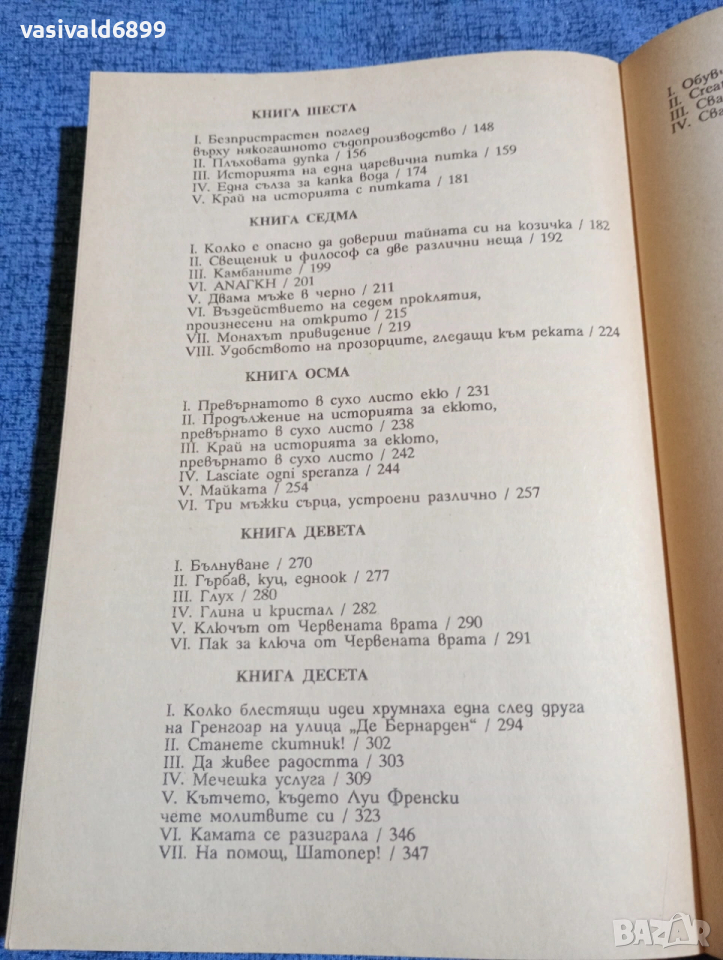 vasivald6899
КНИГА ШЕСТА
I. Безпристрастен поглед
върху някогашното съдопроизводство / 148
II. Плъховата дупка / 156
III. Историята на една царевична питка / 159
IV. Една сълза за капка вода / 174
V. Край на историята с питката / 181
КНИГА СЕДМА
I. Колко е опасно да довериш тайната си на козичка / 182
II. Свещеник и философ са две различни неща / 192
III. Камбаните / 199
VI. ANAГKH / 201
V. Двама мъже в черно / 211
VI. Въздействието на седем проклятия,
произнесени на открито / 215
VII. Монахът привидение / 219
VIII. Удобството на прозорците, гледащи към реката / 224
КНИГА ОСМА
I. Превърнатото в сухо листо екю / 231
II. Продължение на историята за екюто,
превърнато в сухо листо / 238
III. Край на историята за екюто,
превърнато в сухо листо / 242
IV. Lasciate ogni speranza / 244
V. Майката / 254
VI. Три мъжки сърца, устроени различно / 257
КНИГА ДЕВЕТА
I. Бълнуване / 270
II. Гърбав, куц, еднооk / 277
III. Глух / 280
IV. Глина и кристал / 282
V. Ключът от Червената врата / 290
VI. Пак за ключа от Червената врата / 291
КНИГА ДЕСЕТА
I. Колко блестящи идеи хрумнаха една след друга
на Гренгоар на улица „Де Бернарден“ / 294
II. Станете скитник! / 302
III. Да живее радостта / 303
IV. Мечешка услуга / 309
V. Кътчето, където Луи Френски
чете молитвите си / 323
VI. Камата се разиграла / 346
VII. На помощ, Шатопер! / 347
I. Обувч
II. Creat
III. Сва
IV. Сва
BAZAR